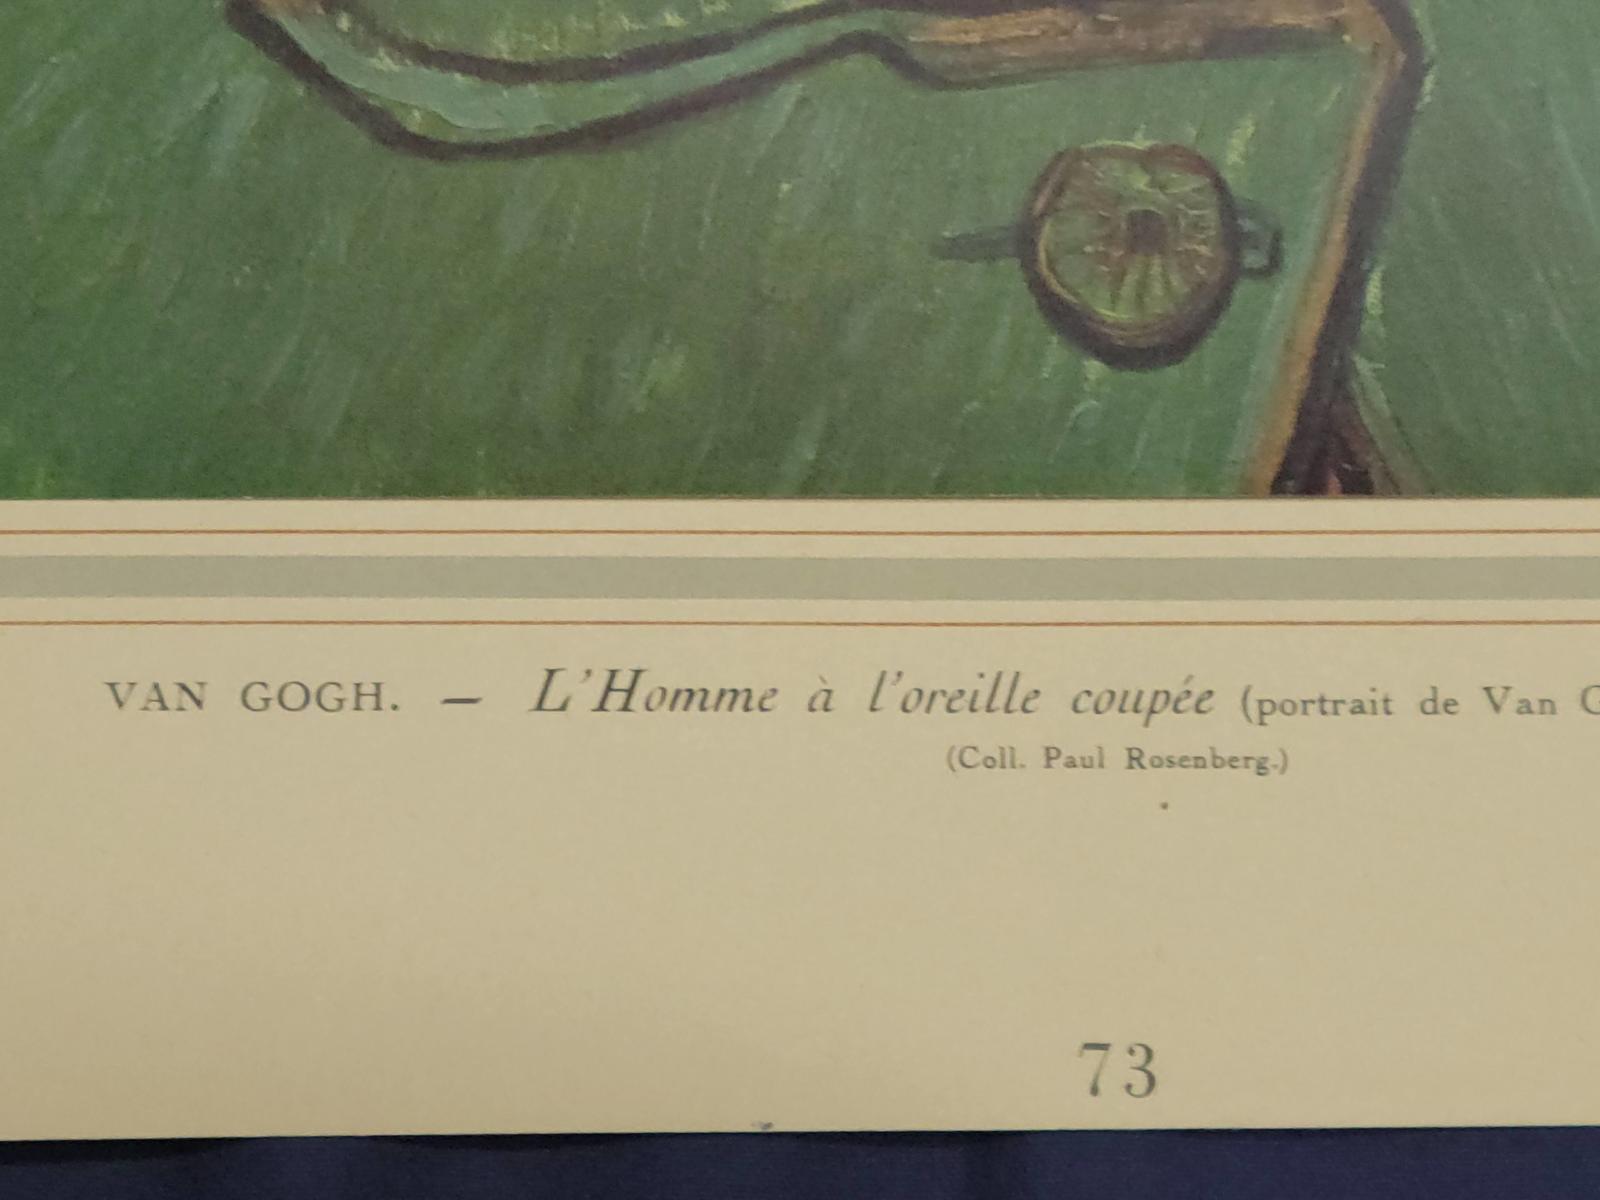 VAN GOGH. — L'Homme à l'oreille coupée (portrait de Van
(Coll. Paul Rosenberg.)
73